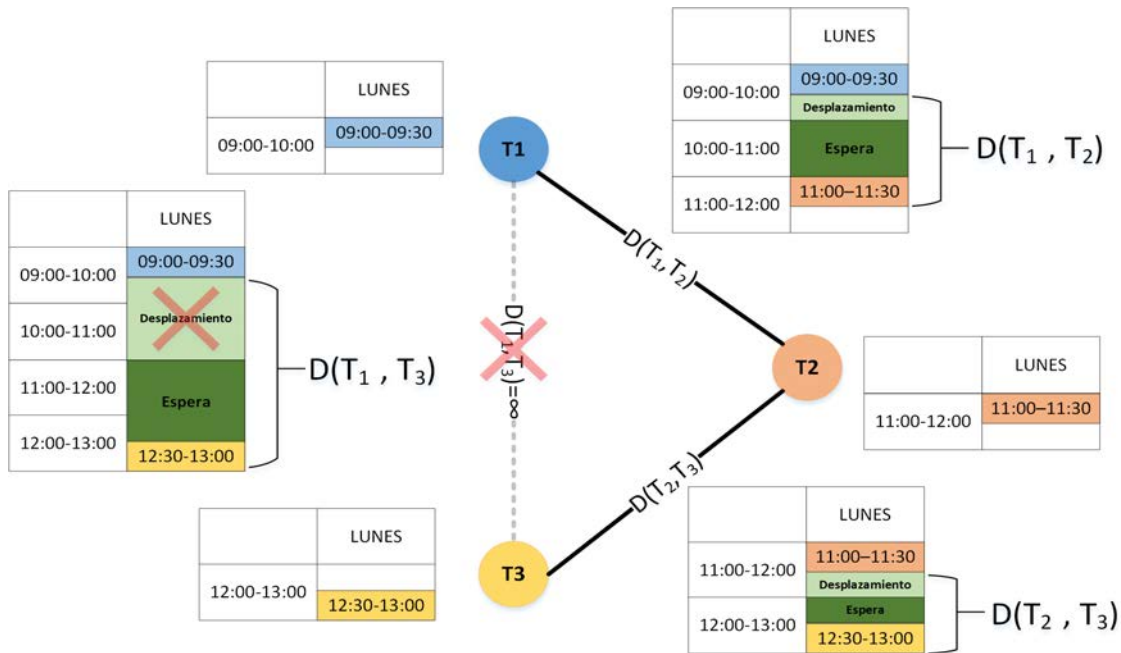 LUNES
09:00-10:00
09:00-09:30
LUNES
09:00-10:00
09:00-09:30
Desplazamiento
10:00-11:00
Espera
11:00-12:00
11:00–11:30
D(T1 , T2)
T1
LUNES
09:00-10:00
09:00-09:30
10:00-11:00
Desplazamiento
11:00-12:00
Espera
12:00-13:00
12:30-13:00
D(T1 , T3)
D(T1,T2)
D(T1,T3)=∞
T2
LUNES
11:00-12:00
11:00–11:30
D(T2,T3)
LUNES
12:00-13:00
12:30-13:00
T3
LUNES
11:00-12:00
11:00–11:30
Desplazamiento
12:00-13:00
Espera
12:30-13:00
D(T2 , T3)